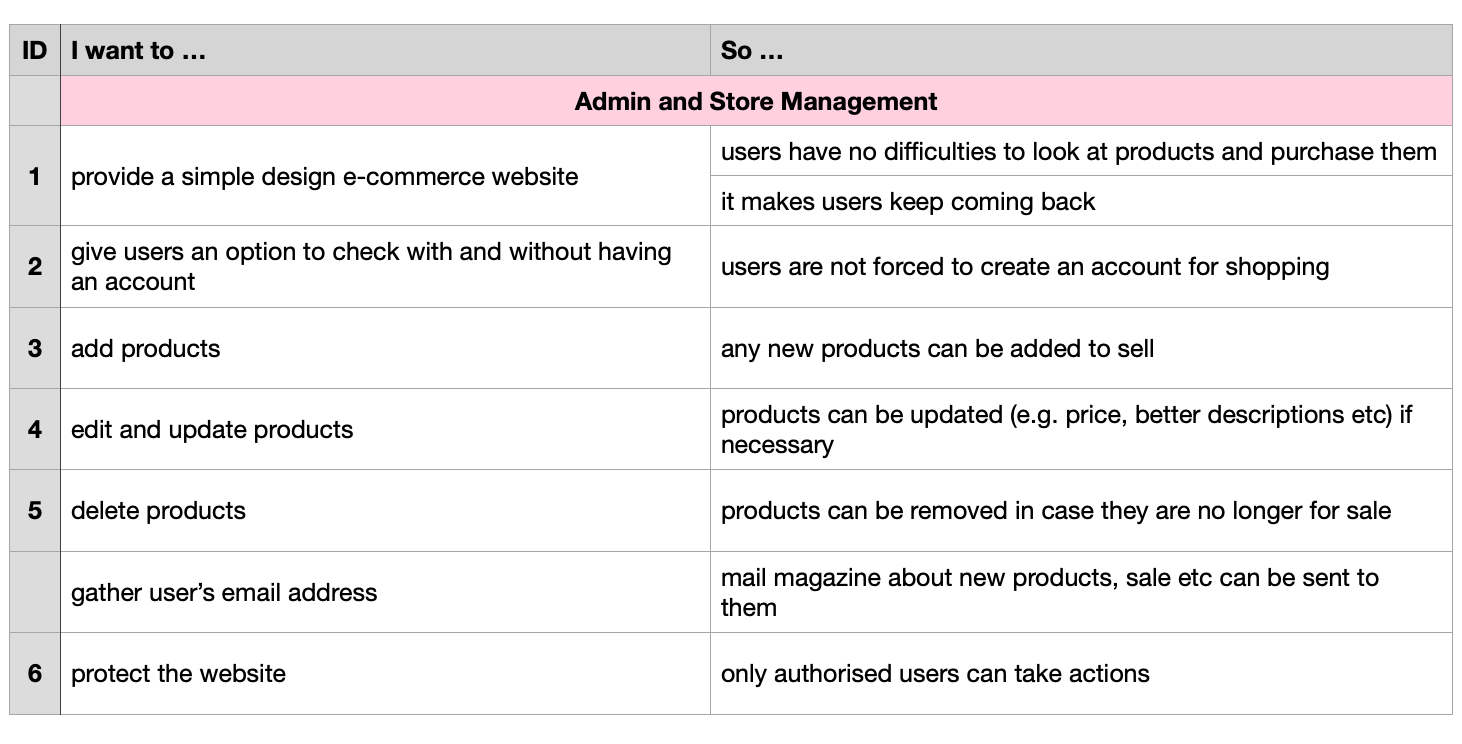 ID I want to ... So ...
Admin and Store Management
1 provide a simple design e-commerce website
users have no difficulties to look at products and purchase them
it makes users keep coming back
2 give users an option to check with and without having
an account
users are not forced to create an account for shopping
3 add products
any new products can be added to sell
4 edit and update products
products can be updated (e.g. price, better descriptions etc) if
necessary
5 delete products
products can be removed in case they are no longer for sale
gather user’s email address
mail magazine about new products, sale etc can be sent to
them
6 protect the website
only authorised users can take actions